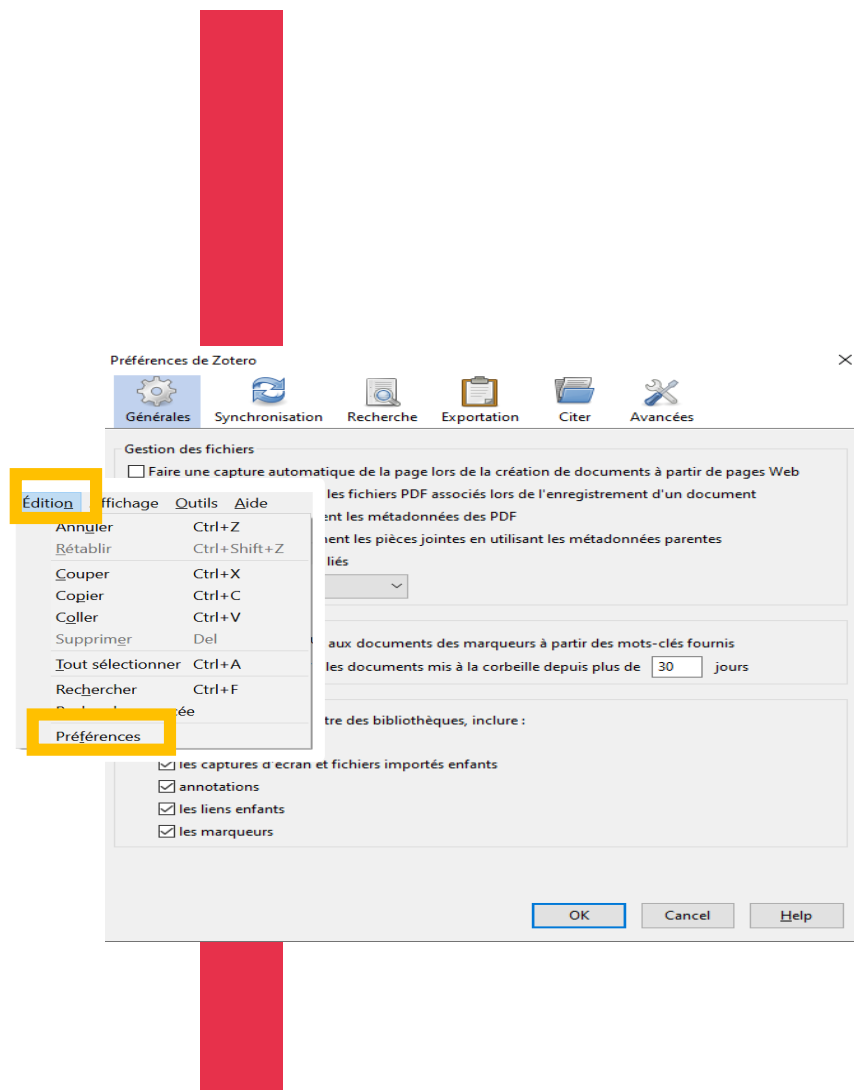 Préférences de Zotero
Générales Synchronisation Recherche Exportation Citer Avancées
Gestion des fichiers
Faire une capture automatique de la page lors de la création de documents à partir de pages Web
les fichiers PDF associés lors de l'enregistrement d'un document
les métadonnées des PDF
les pièces jointes en utilisant les métadonnées parentes
liés
aux documents des marqueurs à partir des mots-clés fournis
les documents mis à la corbeille depuis plus de 30 jours
des bibliothèques, inclure :
les captures d'écran et fichiers importés enfants
annotations
les liens enfants
les marqueurs
OK Cancel Help
Édition ffichage Outils Aide
Annuler Ctrl+Z
Rétablir Ctrl+Shift+Z
Couper Ctrl+X
Copier Ctrl+C
Coller Ctrl+V
Supprimer Del
Tout sélectionner Ctrl+A
Rechercher Ctrl+F
Préférences